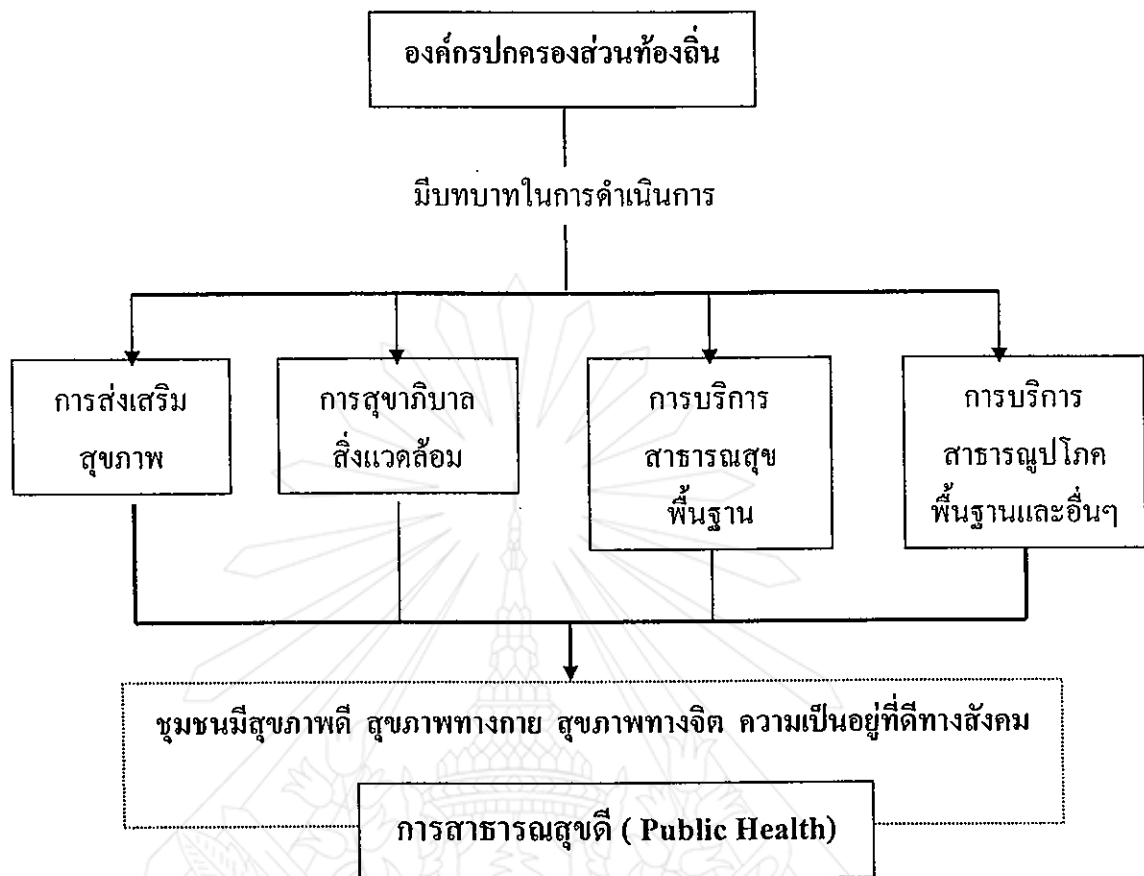 องค์กรปกครองส่วนท้องถิ่น
มีบทบาทในการดำเนินการ
การส่งเสริม
สุขภาพ
การสุขาภิบาล
สิ่งแวดล้อม
การบริการ
สาธารณสุข
พื้นฐาน
การบริการ
สาธารณูปโภค
พื้นฐานและอื่นๆ
ชุมชนมีสุขภาพดี สุขภาพทางกาย สุขภาพทางจิต ความเป็นอยู่ที่ดีทางสังคม
การสาธารณสุขดี ( Public Health)